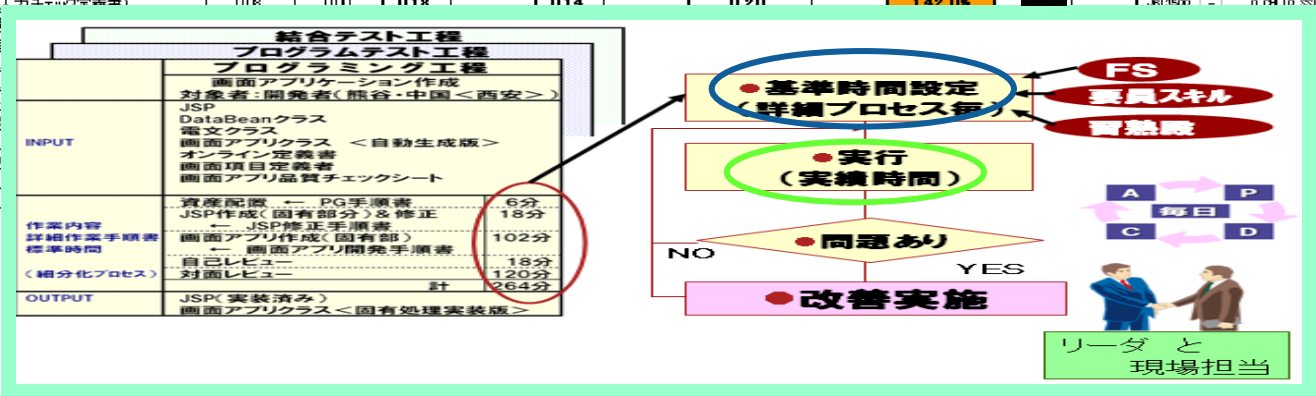 結合テスト工程
プログラムテスト工程
プログラミング工程
画面アプリケーション作成
対象者:開発者(熊谷・中国<西安>)
INPUT
JSP
DataBeanクラス
電文クラス
画面アプリクラス <自動生成版>
オンライン定義書
画面項目定義者
画面アプリ品質チェックシート
作業内容
詳細作業手順書
標準時間
(細分化プロセス)
資産配置 ← PG手順書 6分
JSP作成(固有部分)&修正 18分
← JSP修正手順書
画面アプリ作成(固有部) 102分
← 画面アプリ開発手順書
自己レビュー 18分
対面レビュー 120分
計 264分
OUTPUT
JSP(実装済み)
画面アプリクラス<固有処理実装版>
●基準時間設定
(詳細プロセス毎)
FS
要員スキル
習熟殿
●実行
(実績時間)
●問題あり
NO
YES
●改善実施
A
P
毎日
C
D
リーダ と
現場担当